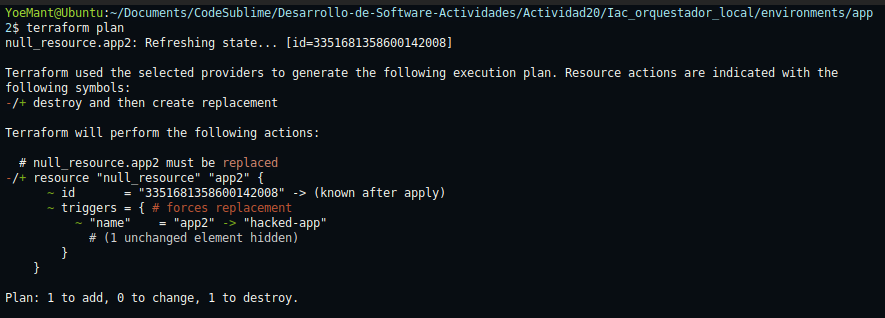 YoeMant@Ubuntu:~/Documents/CodeSublime/Desarrollo-de-Software-Actividades/Actividad20/Iac_orquestador_local/environments/app
2$ terraform plan
null_resource.app2: Refreshing state... [id=3351681358600142008]

Terraform used the selected providers to generate the following execution plan. Resource actions are indicated with the
following symbols:
-/+ destroy and then create replacement

Terraform will perform the following actions:

  # null_resource.app2 must be replaced
-/+ resource "null_resource" "app2" {
      ~ id       = "3351681358600142008" -> (known after apply)
      ~ triggers = { # forces replacement
          ~ "name"    = "app2" -> "hacked-app"
            # (1 unchanged element hidden)
        }
    }

Plan: 1 to add, 0 to change, 1 to destroy.